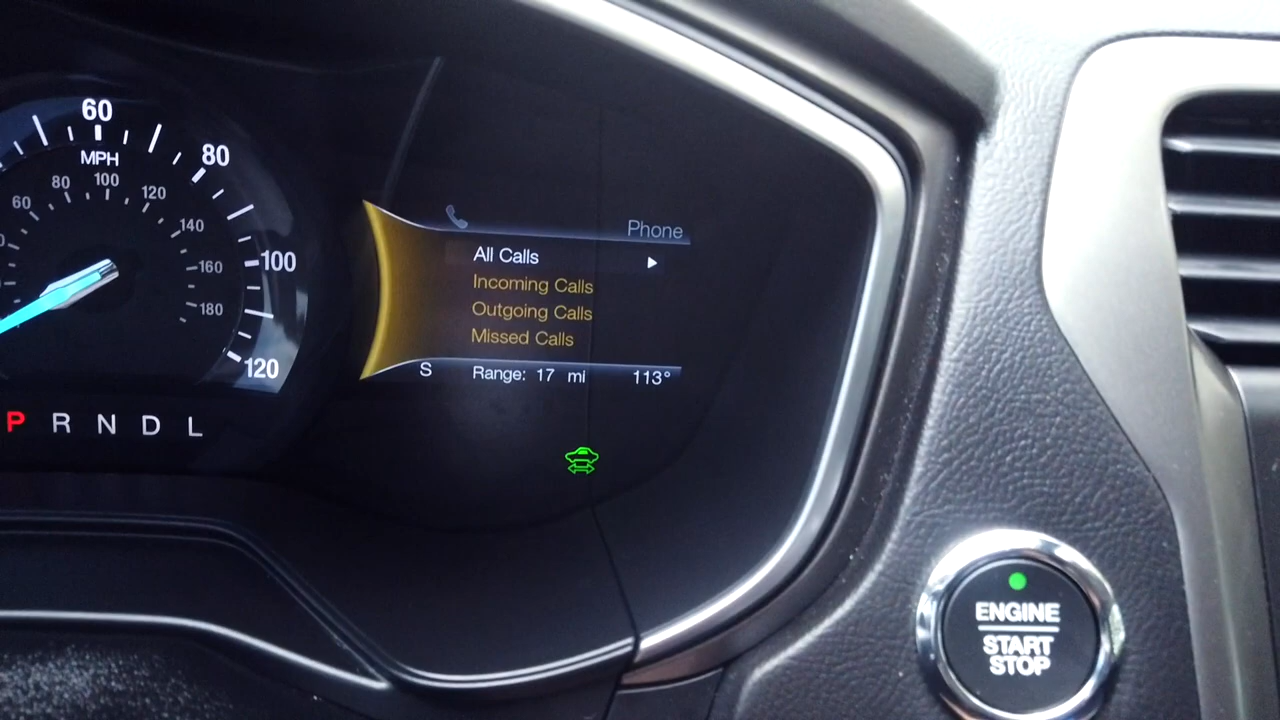 60
MPH
80
100
120
60
80
100
120
140
160
180
P R N D L
Phone
All Calls
Incoming Calls
Outgoing Calls
Missed Calls
S Range: 17 mi 113°
ENGINE
START
STOP